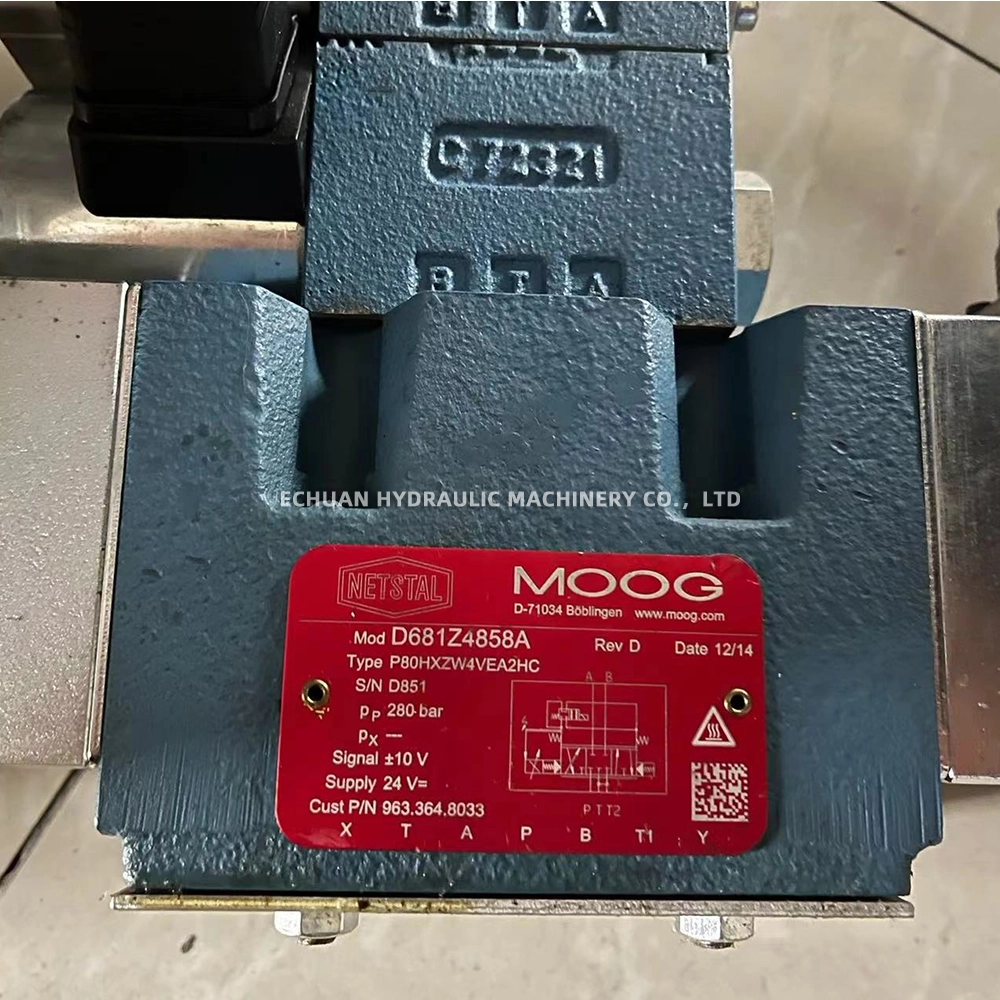 B T A
CYZ321
B T A
ECHUAN HYDRAULIC MACHINERY CO., LTD
NETSTAL
MOOG
D-71034 Böblingen www.moog.com
Mod D681Z4858A Rev D Date 12/14
Type P80HXZW4VEA2HC
S/N D851
A B
pP 280 bar
pX ---
Signal ±10 V
Supply 24 V=
Cust P/N 963.364.8033
P T T2
X T A P B T1 Y